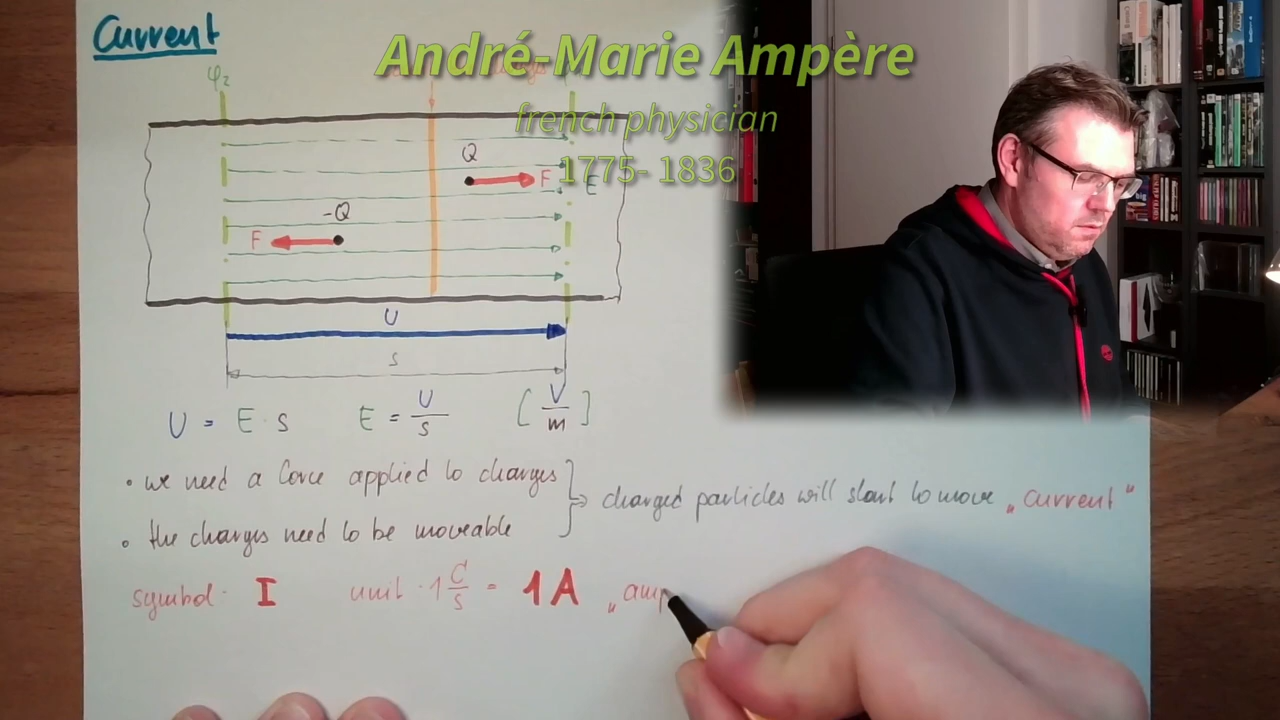 Current
André-Marie Ampère
french physician
1775- 1836
φ₂
Q
F
E
-Q
F
U
s
U = E · s E = U/s [V/m]
• we need a force applied to charges
• the charges need to be moveable
charged particles will start to move „current"
symbol: I unit: 1 C/s = 1A „amp